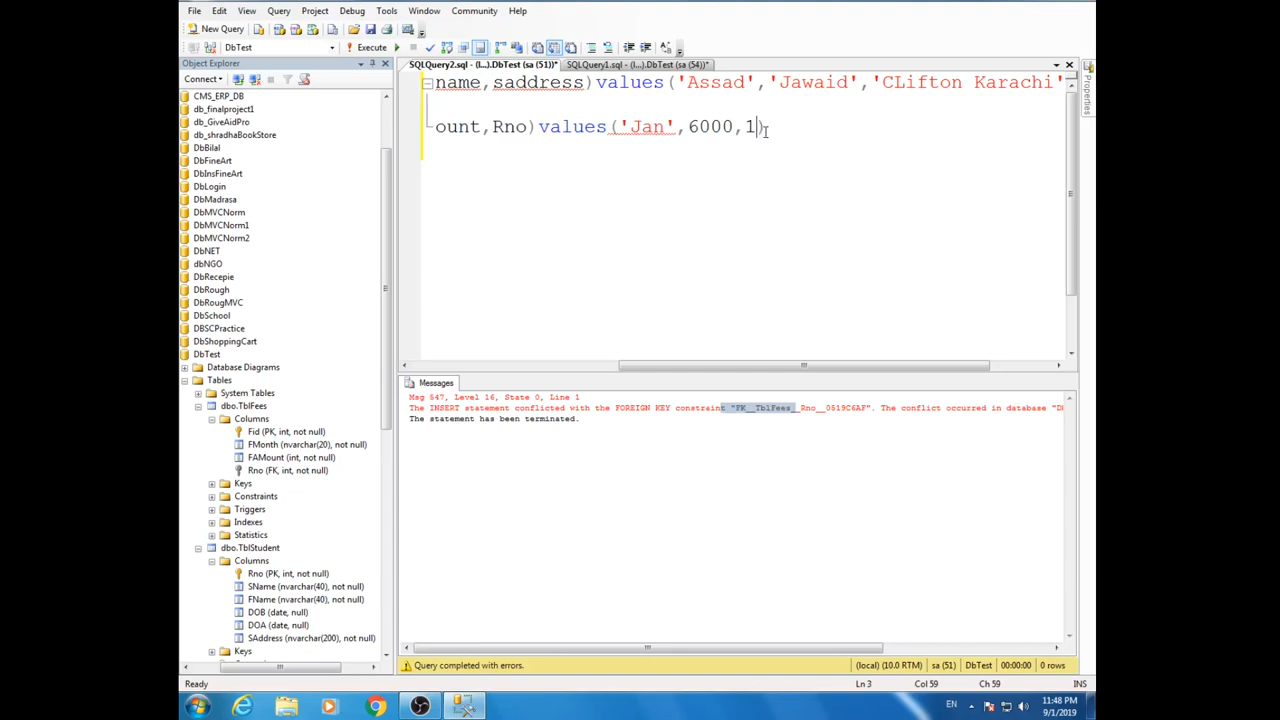 File Edit View Query Project Debug Tools Window Community Help
New Query
DbTest Execute
Object Explorer
SQLQuery2.sql - (l...).DbTest (sa (51))* SQLQuery1.sql - (l...).DbTest (sa (54))*
Connect
name,saddress)values('Assad','Jawaid','CLifton Karachi'
ount,Rno)values('Jan',6000,1)
Properties
CMS_ERP_DB
db_finalproject1
db_GiveAidPro
db_shradhaBookStore
DbBilal
DbFineArt
DbInsFineArt
DbLogin
DbMadrasa
DbMVCNorm
DbMVCNorm1
DbMVCNorm2
DbNET
dbNGO
DbRecepie
DbRough
DbRougMVC
DbSchool
DBSCPractice
DbShoppingCart
DbTest
Database Diagrams
Tables
System Tables
dbo.TblFees
Columns
Fid (PK, int, not null)
FMonth (nvarchar(20), not null)
FAMount (int, not null)
Rno (FK, int, not null)
Keys
Constraints
Triggers
Indexes
Statistics
dbo.TblStudent
Columns
Rno (PK, int, not null)
SName (nvarchar(40), not null)
FName (nvarchar(40), not null)
DOB (date, null)
DOA (date, null)
SAddress (nvarchar(200), not null)
Keys
Messages
Msg 547, Level 16, State 0, Line 1
The INSERT statement conflicted with the FOREIGN KEY constraint "FK__TblFees__Rno__0519C6AF". The conflict occurred in database "D
The statement has been terminated.
Query completed with errors. (local) (10.0 RTM) sa (51) DbTest 00:00:00 0 rows
Ready Ln 3 Col 59 Ch 59 INS
EN 11:48 PM
9/1/2019